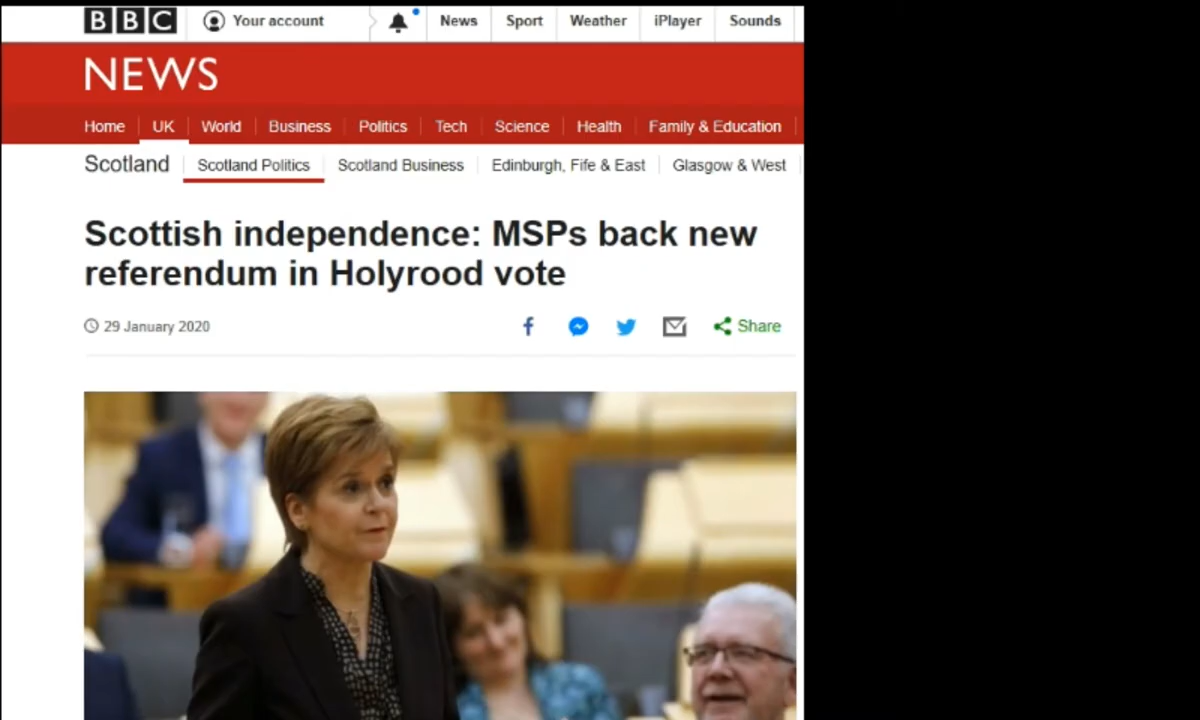 BBC Your account News Sport Weather iPlayer Sounds
NEWS
Home UK World Business Politics Tech Science Health Family & Education
Scotland Scotland Politics Scotland Business Edinburgh, Fife & East Glasgow & West
Scottish independence: MSPs back new
referendum in Holyrood vote
29 January 2020 Share